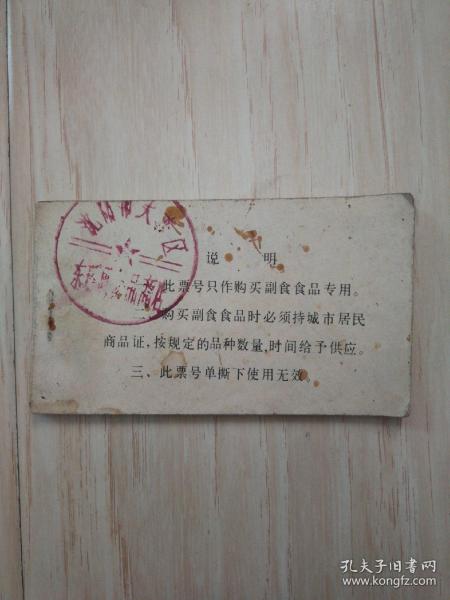 说 明
此票号只作购买副食食品专用。
购买副食食品时必须持城市居民
商品证，按规定的品种数量，时间给予供应。
三、此票号单撕下使用无效。
孔夫子旧书网
www.kongfz.com